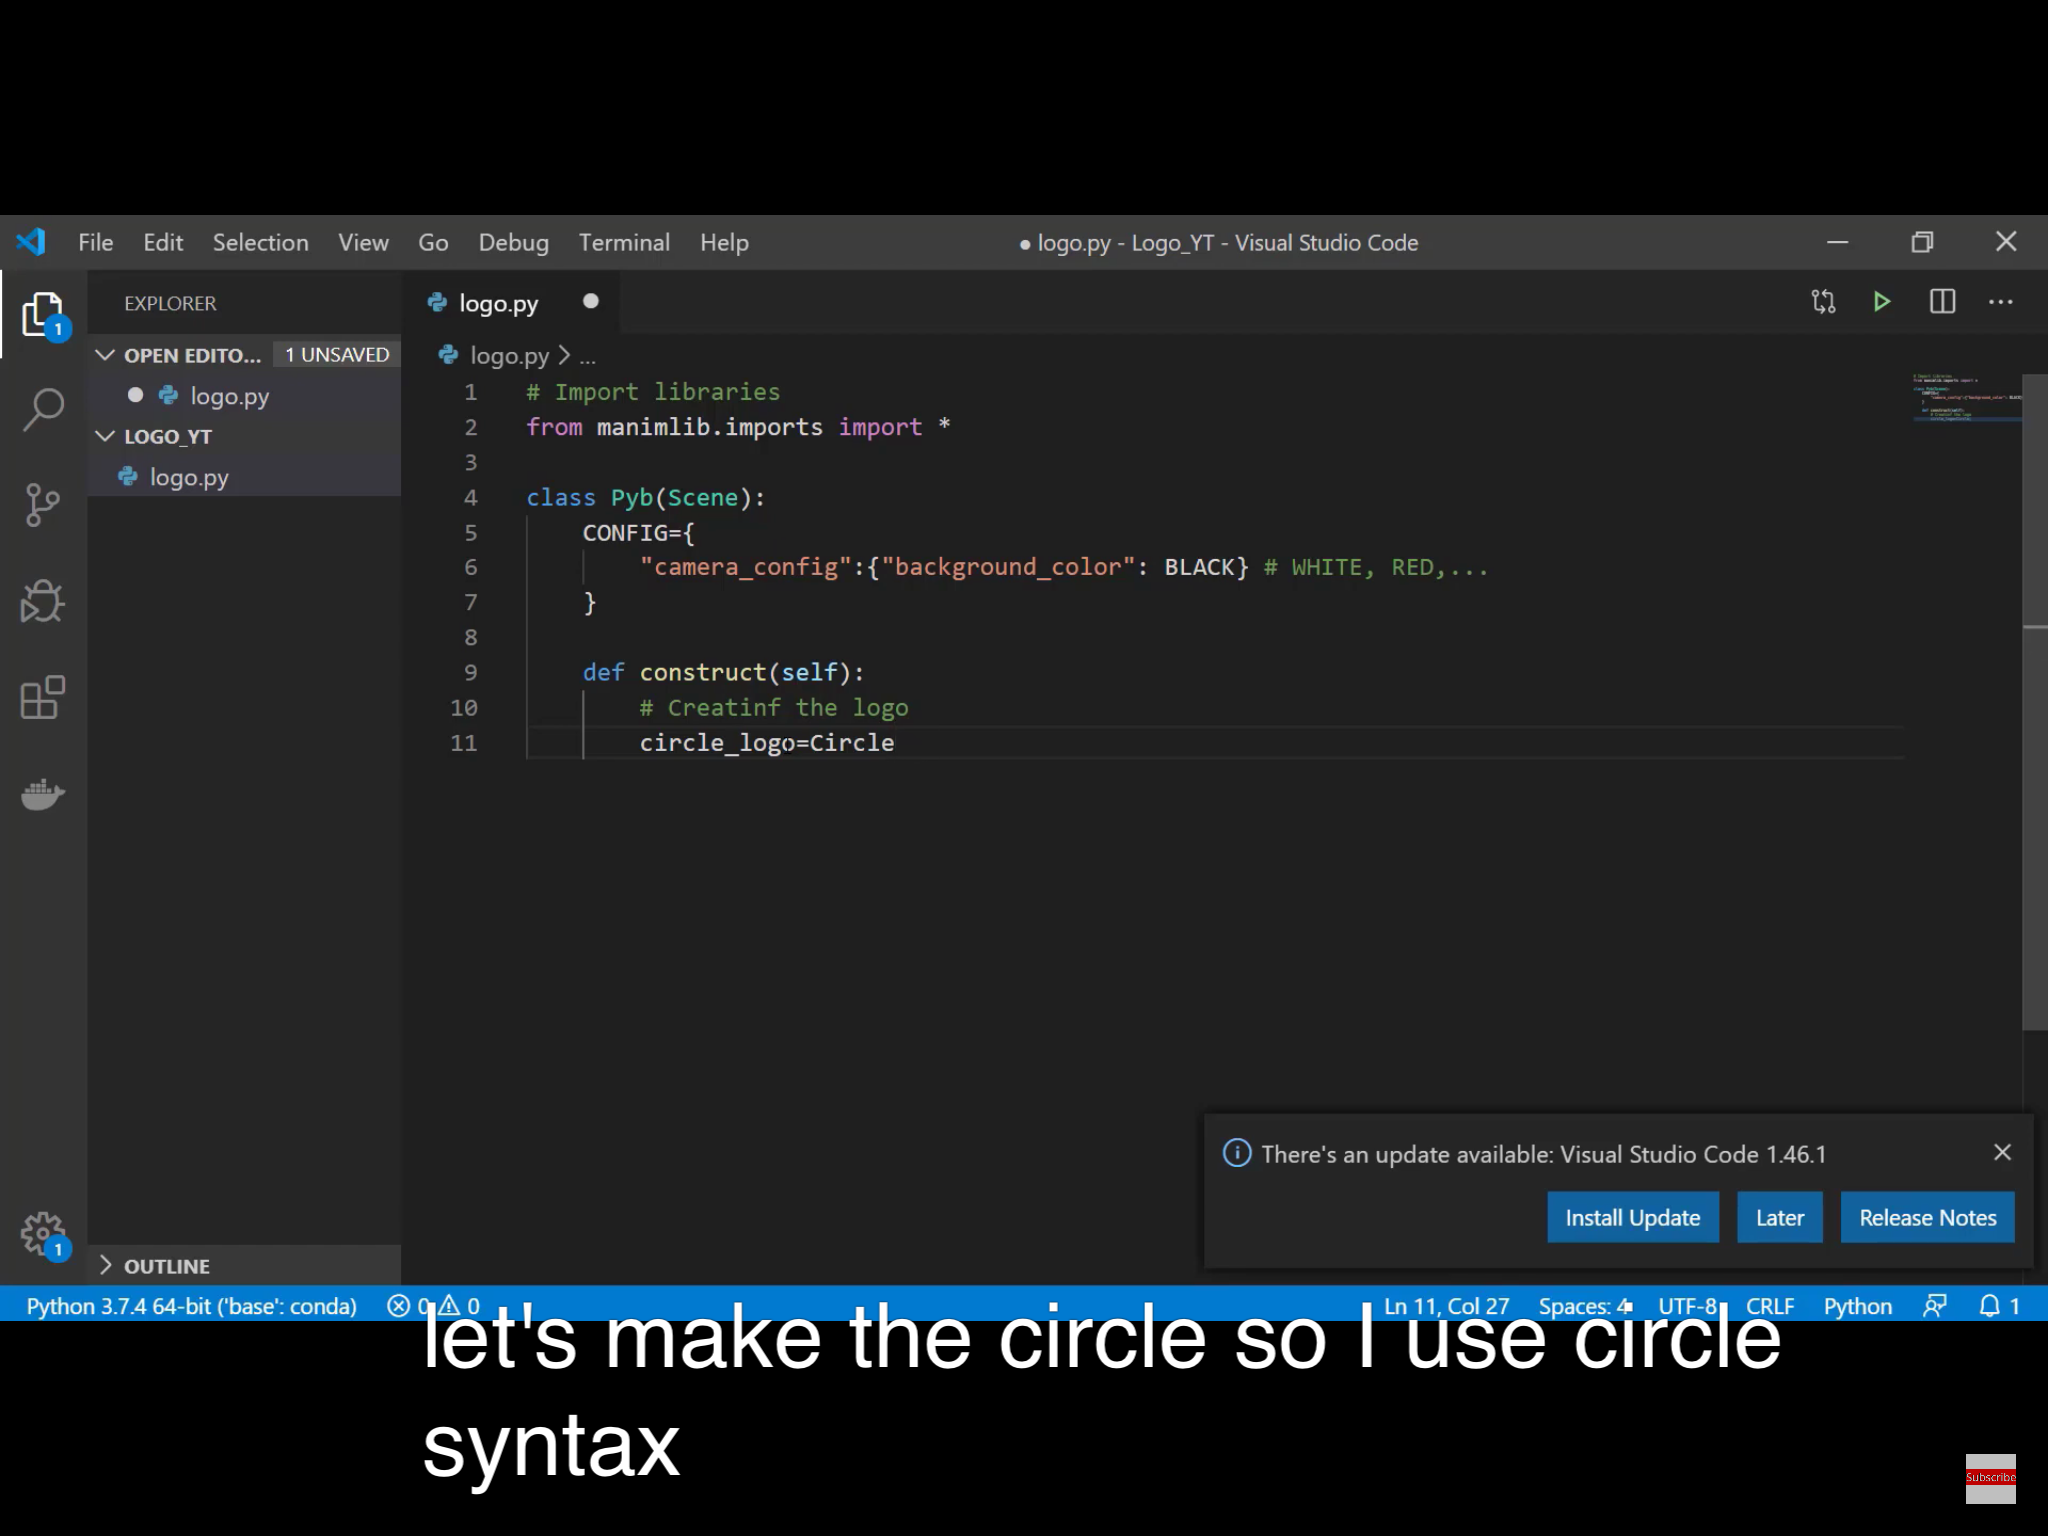 File Edit Selection View Go Debug Terminal Help
● logo.py - Logo_YT - Visual Studio Code
EXPLORER
OPEN EDITO... 1 UNSAVED
logo.py
LOGO_YT
logo.py
OUTLINE
logo.py
logo.py > ...
1 # Import libraries
2 from manimlib.imports import *
3
4 class Pyb(Scene):
5 CONFIG={
6 "camera_config":{"background_color": BLACK} # WHITE, RED,...
7 }
8
9 def construct(self):
10 # Creatinf the logo
11 circle_logo=Circle
There's an update available: Visual Studio Code 1.46.1
Install Update Later Release Notes
1
1
Python 3.7.4 64-bit ('base': conda) 0 0 Ln 11, Col 27 Spaces: 4 UTF-8 CRLF Python 1
let's make the circle so I use circle
syntax
Subscribe